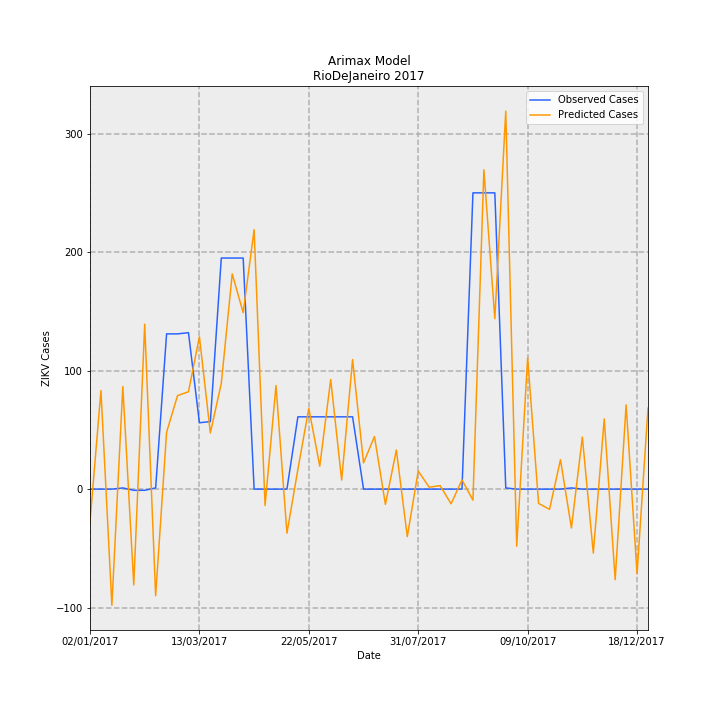 Arimax Model
RioDeJaneiro 2017
Observed Cases
Predicted Cases
300
200
100
0
−100
ZIKV Cases
02/01/2017 13/03/2017 22/05/2017 31/07/2017 09/10/2017 18/12/2017
Date